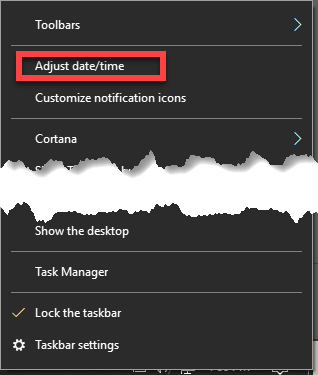 Toolbars
Adjust date/time
Customize notification icons
Cortana
Show the desktop
Task Manager
Lock the taskbar
Taskbar settings